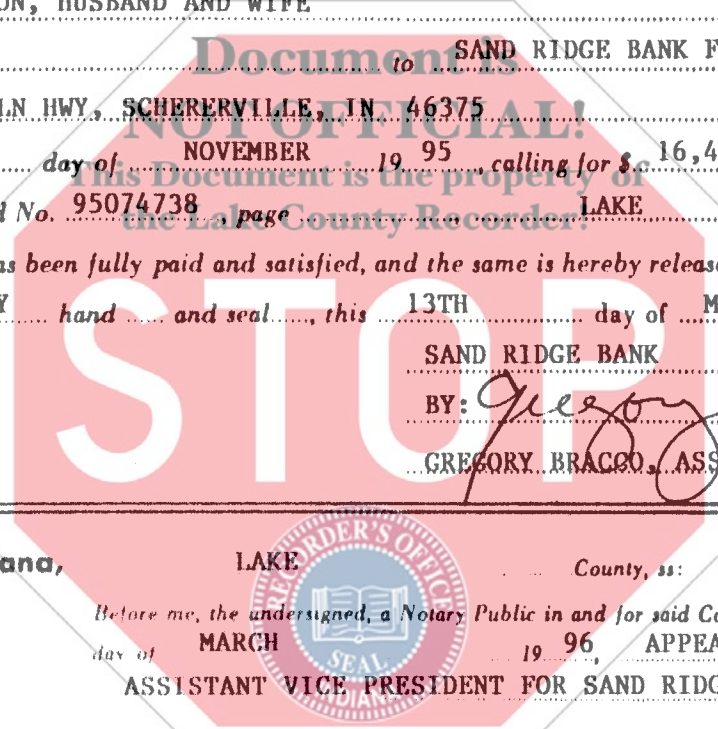 ON, HUSBAND AND WIFE
Document is
to SAND RIDGE BANK F
LN HWY, SCHERERVILLE, IN 46375
NOT OFFICIAL!
day of NOVEMBER 19 95, calling for $ 16,4
This Document is the property of
d No. 95074738 page LAKE
the Lake County Recorder!
as been fully paid and satisfied, and the same is hereby release
Y hand and seal, this 13TH day of M
STOP
SAND RIDGE BANK
BY: Gregory
GREGORY BRACCO, ASS
ana, LAKE County, ss:
RECORDER'S OFFICE
Before me, the undersigned, a Notary Public in and for said Co
day of MARCH 19 96, APPEA
SEAL
ASSISTANT VICE PRESIDENT FOR SAND RIDG
INDIANA